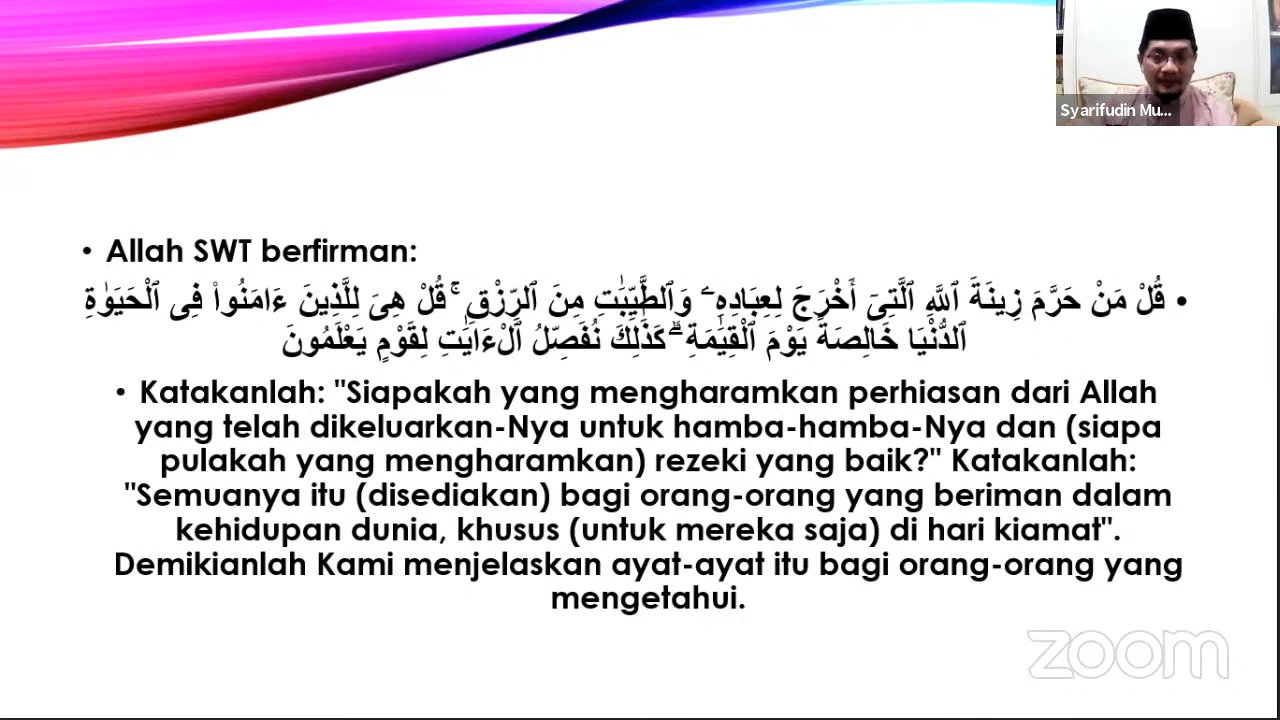 Syarifudin Mu...
• Allah SWT berfirman:
• قُلْ مَنْ حَرَّمَ زِينَةَ ٱللَّهِ ٱلَّتِىٓ أَخْرَجَ لِعِبَادِهِۦ وَٱلطَّيِّبَٰتِ مِنَ ٱلرِّزْقِ ۚ قُلْ هِىَ لِلَّذِينَ ءَامَنُوا۟ فِى ٱلْحَيَوٰةِ
ٱلدُّنْيَا خَالِصَةً يَوْمَ ٱلْقِيَٰمَةِ ۗ كَذَٰلِكَ نُفَصِّلُ ٱلْءَايَٰتِ لِقَوْمٍ يَعْلَمُونَ
• Katakanlah: "Siapakah yang mengharamkan perhiasan dari Allah
yang telah dikeluarkan-Nya untuk hamba-hamba-Nya dan (siapa
pulakah yang mengharamkan) rezeki yang baik?" Katakanlah:
"Semuanya itu (disediakan) bagi orang-orang yang beriman dalam
kehidupan dunia, khusus (untuk mereka saja) di hari kiamat".
Demikianlah Kami menjelaskan ayat-ayat itu bagi orang-orang yang
mengetahui.
zoom